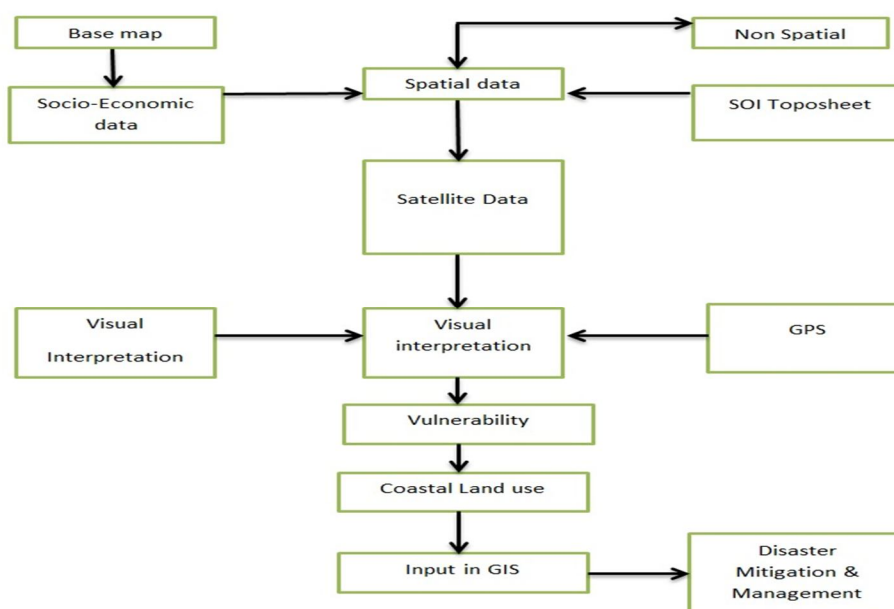 Base map
Non Spatial
Spatial data
Socio-Economic
data
SOI Toposheet
Satellite Data
Visual
Interpretation
Visual
interpretation
GPS
Vulnerability
Coastal Land use
Input in GIS
Disaster
Mitigation &
Management